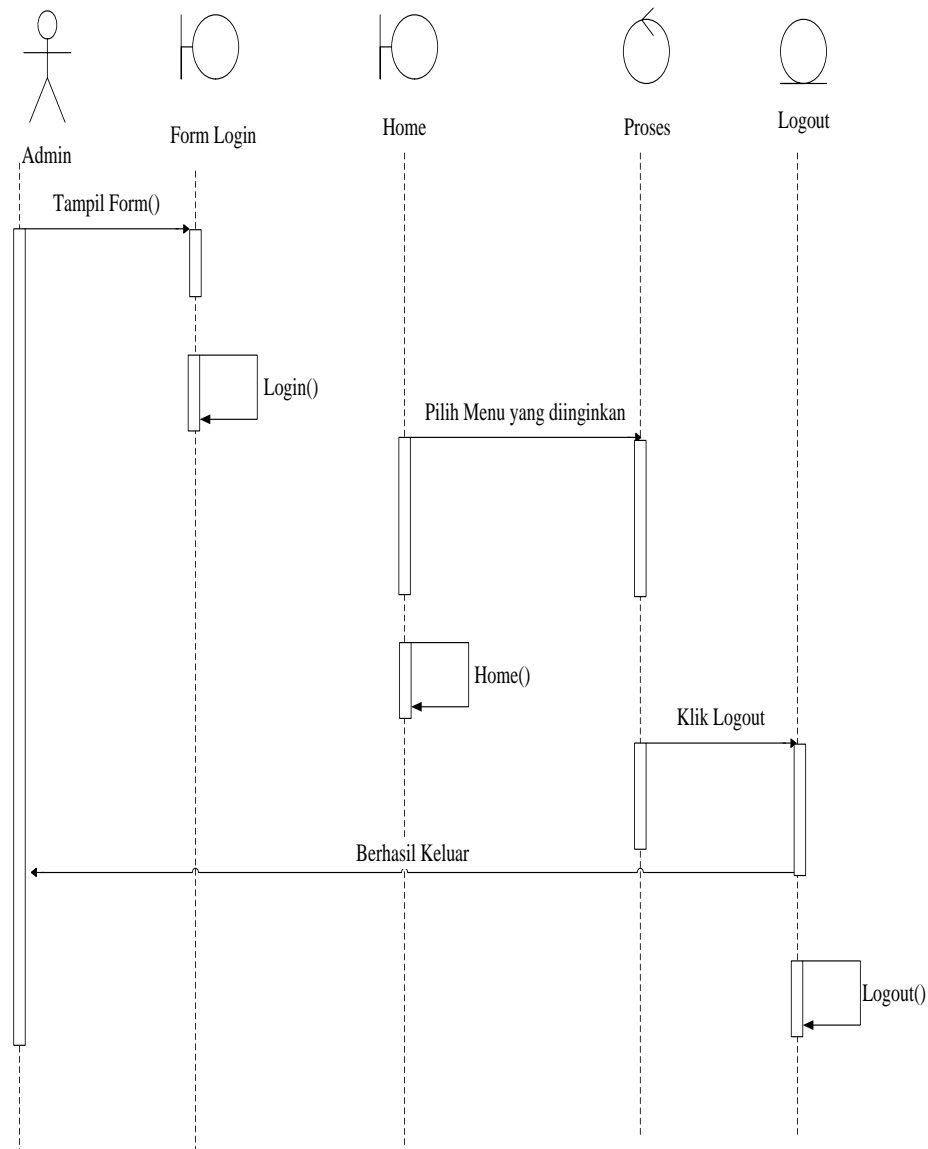 Admin
Form Login
Home
Proses
Logout
Tampil Form()
Login()
Pilih Menu yang diinginkan
Home()
Klik Logout
Berhasil Keluar
Logout()